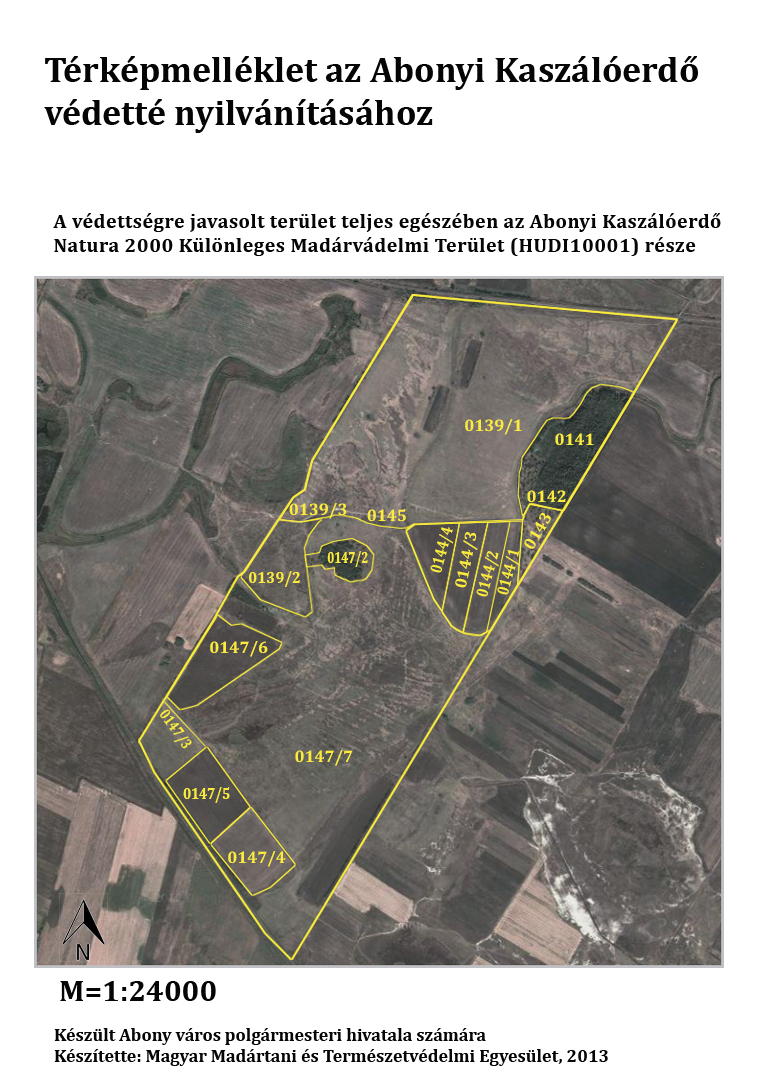 Térképmelléklet az Abonyi Kaszálóerdő
védetté nyilvánításához
A védettségre javasolt terület teljes egészében az Abonyi Kaszálóerdő
Natura 2000 Különleges Madárvádelmi Terület (HUDI10001) része
0139/1
0141
0142
0139/3
0145
0143
0144/4
0144/3
0144/2
0144/1
0147/2
0139/2
0147/6
0147/3
0147/7
0147/5
0147/4
N
M=1:24000
Készült Abony város polgármesteri hivatala számára
Készítette: Magyar Madártani és Természetvédelmi Egyesület, 2013